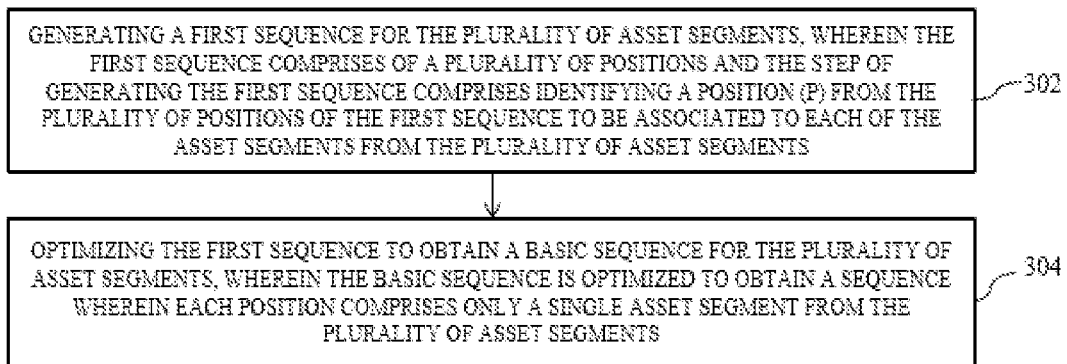 GENERATING A FIRST SEQUENCE FOR THE PLURALITY OF ASSET SEGMENTS, WHEREIN THE
FIRST SEQUENCE COMPRISES OF A PLURALITY OF POSITIONS AND THE STEP OF
GENERATING THE FIRST SEQUENCE COMPRISES IDENTIFYING A POSITION (P) FROM THE
PLURALITY OF POSITIONS OF THE FIRST SEQUENCE TO BE ASSOCIATED TO EACH OF THE
ASSET SEGMENTS FROM THE PLURALITY OF ASSET SEGMENTS
302
OPTIMIZING THE FIRST SEQUENCE TO OBTAIN A BASIC SEQUENCE FOR THE PLURALITY OF
ASSET SEGMENTS, WHEREIN THE BASIC SEQUENCE IS OPTIMIZED TO OBTAIN A SEQUENCE
WHEREIN EACH POSITION COMPRISES ONLY A SINGLE ASSET SEGMENT FROM THE
PLURALITY OF ASSET SEGMENTS
304